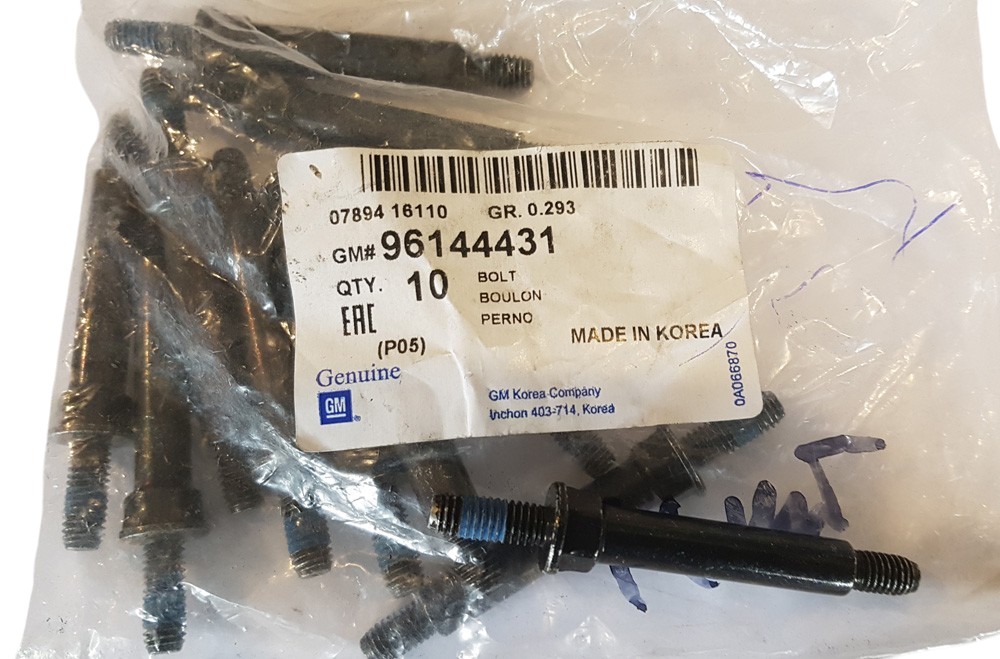 07894 16110 GR. 0.293
GM# 96144431
QTY. 10 BOLT
BOULON
PERNO
EAC
(P05)
MADE IN KOREA
Genuine
GM
GM Korea Company
Inchon 403-714, Korea
0A066870